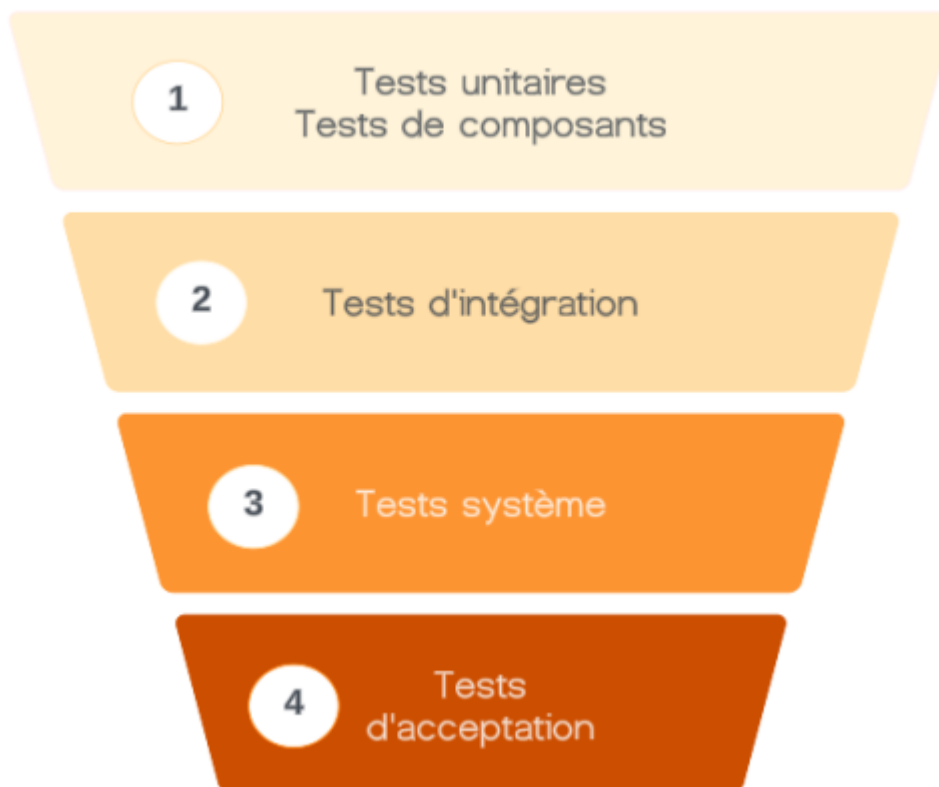 1
Tests unitaires
Tests de composants
2
Tests d'intégration
3
Tests système
4
Tests
d'acceptation